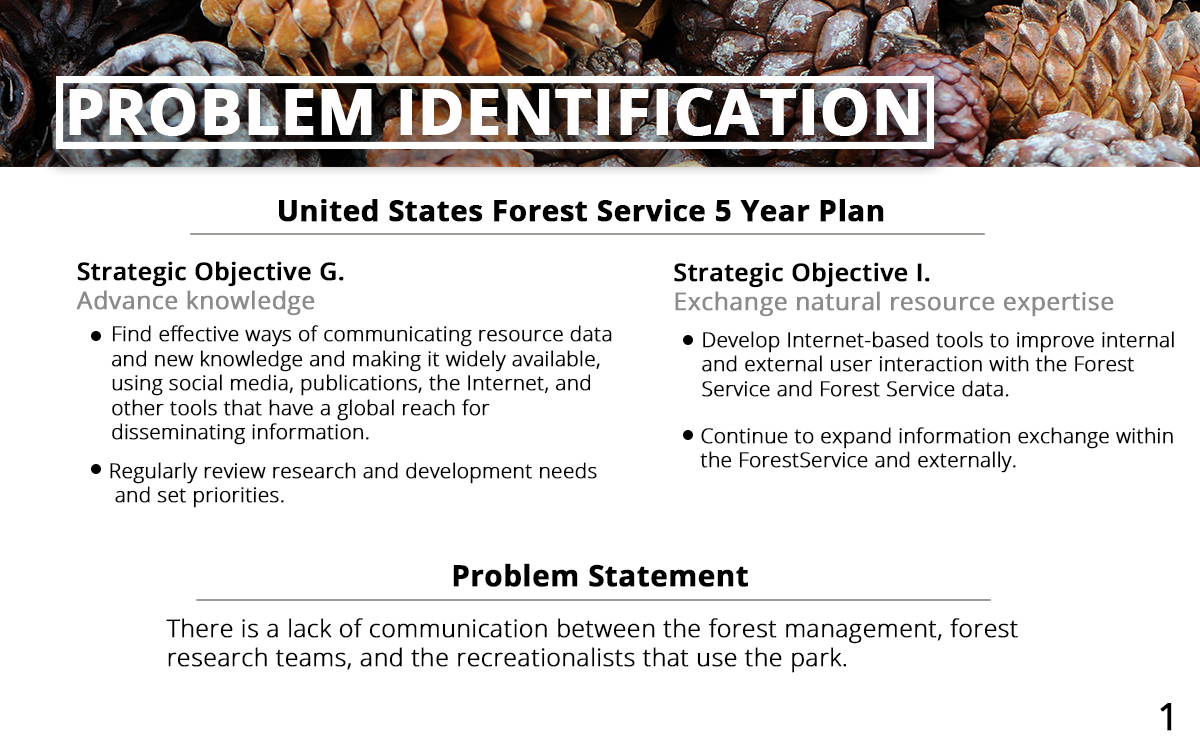 PROBLEM IDENTIFICATION
United States Forest Service 5 Year Plan
Strategic Objective G.
Advance knowledge
● Find effective ways of communicating resource data
and new knowledge and making it widely available,
using social media, publications, the Internet, and
other tools that have a global reach for
disseminating information.
● Regularly review research and development needs
and set priorities.
Strategic Objective I.
Exchange natural resource expertise
● Develop Internet-based tools to improve internal
and external user interaction with the Forest
Service and Forest Service data.
● Continue to expand information exchange within
the ForestService and externally.
Problem Statement
There is a lack of communication between the forest management, forest
research teams, and the recreationalists that use the park.
1